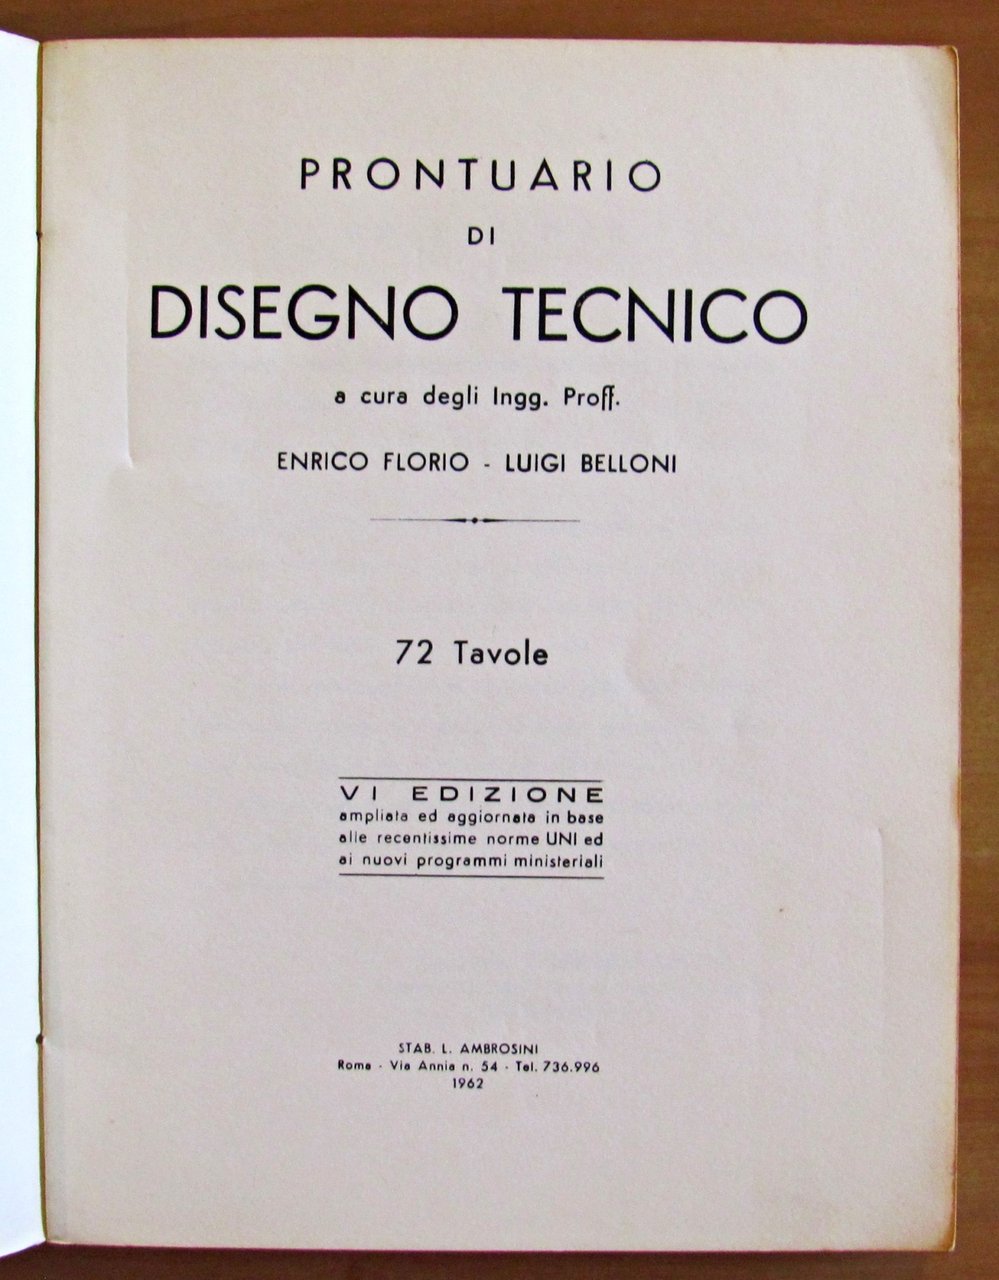 PRONTUARIO
DI
DISEGNO TECNICO
a cura degli Ingg. Proff.
ENRICO FLORIO - LUIGI BELLONI
72 Tavole
VI EDIZIONE
ampliata ed aggiornata in base
alle recentissime norme UNI ed
ai nuovi programmi ministeriali
STAB. L. AMBROSINI
Roma - Via Annia n. 54 - Tel. 736.996
1962